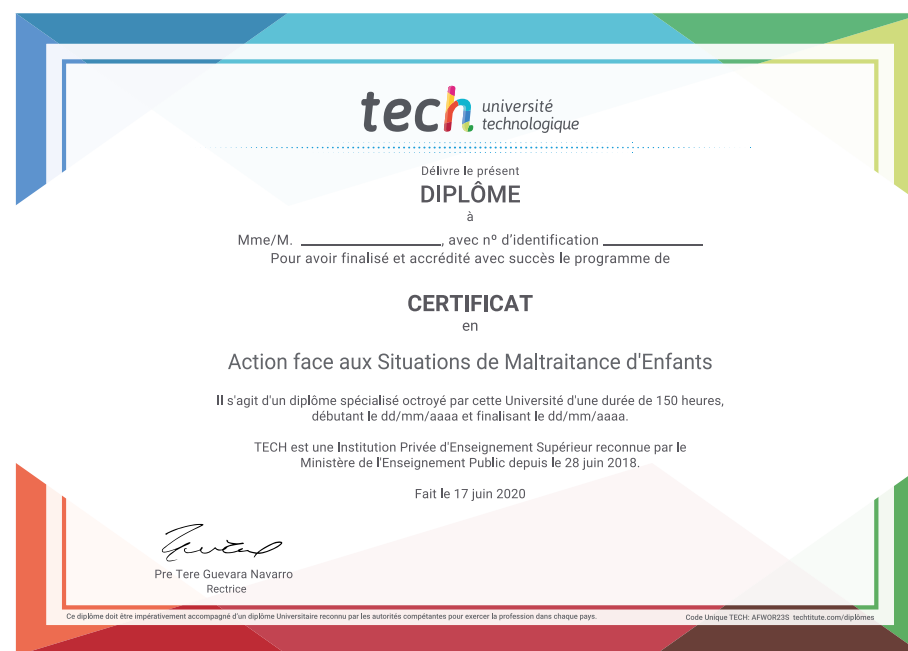 tech université
technologique
Délivre le présent
DIPLÔME
à
Mme/M. ____________________, avec nº d'identification ______________
Pour avoir finalisé et accrédité avec succès le programme de
CERTIFICAT
en
Action face aux Situations de Maltraitance d'Enfants
Il s'agit d'un diplôme spécialisé octroyé par cette Université d'une durée de 150 heures,
débutant le dd/mm/aaaa et finalisant le dd/mm/aaaa.
TECH est une Institution Privée d'Enseignement Supérieur reconnue par le
Ministère de l'Enseignement Public depuis le 28 juin 2018.
Fait le 17 juin 2020
Pre Tere Guevara Navarro
Rectrice
Ce diplôme doit être impérativement accompagné d'un diplôme Universitaire reconnu par les autorités compétentes pour exercer la profession dans chaque pays.
Code Unique TECH: AFWOR23S techtitute.com/diplômes